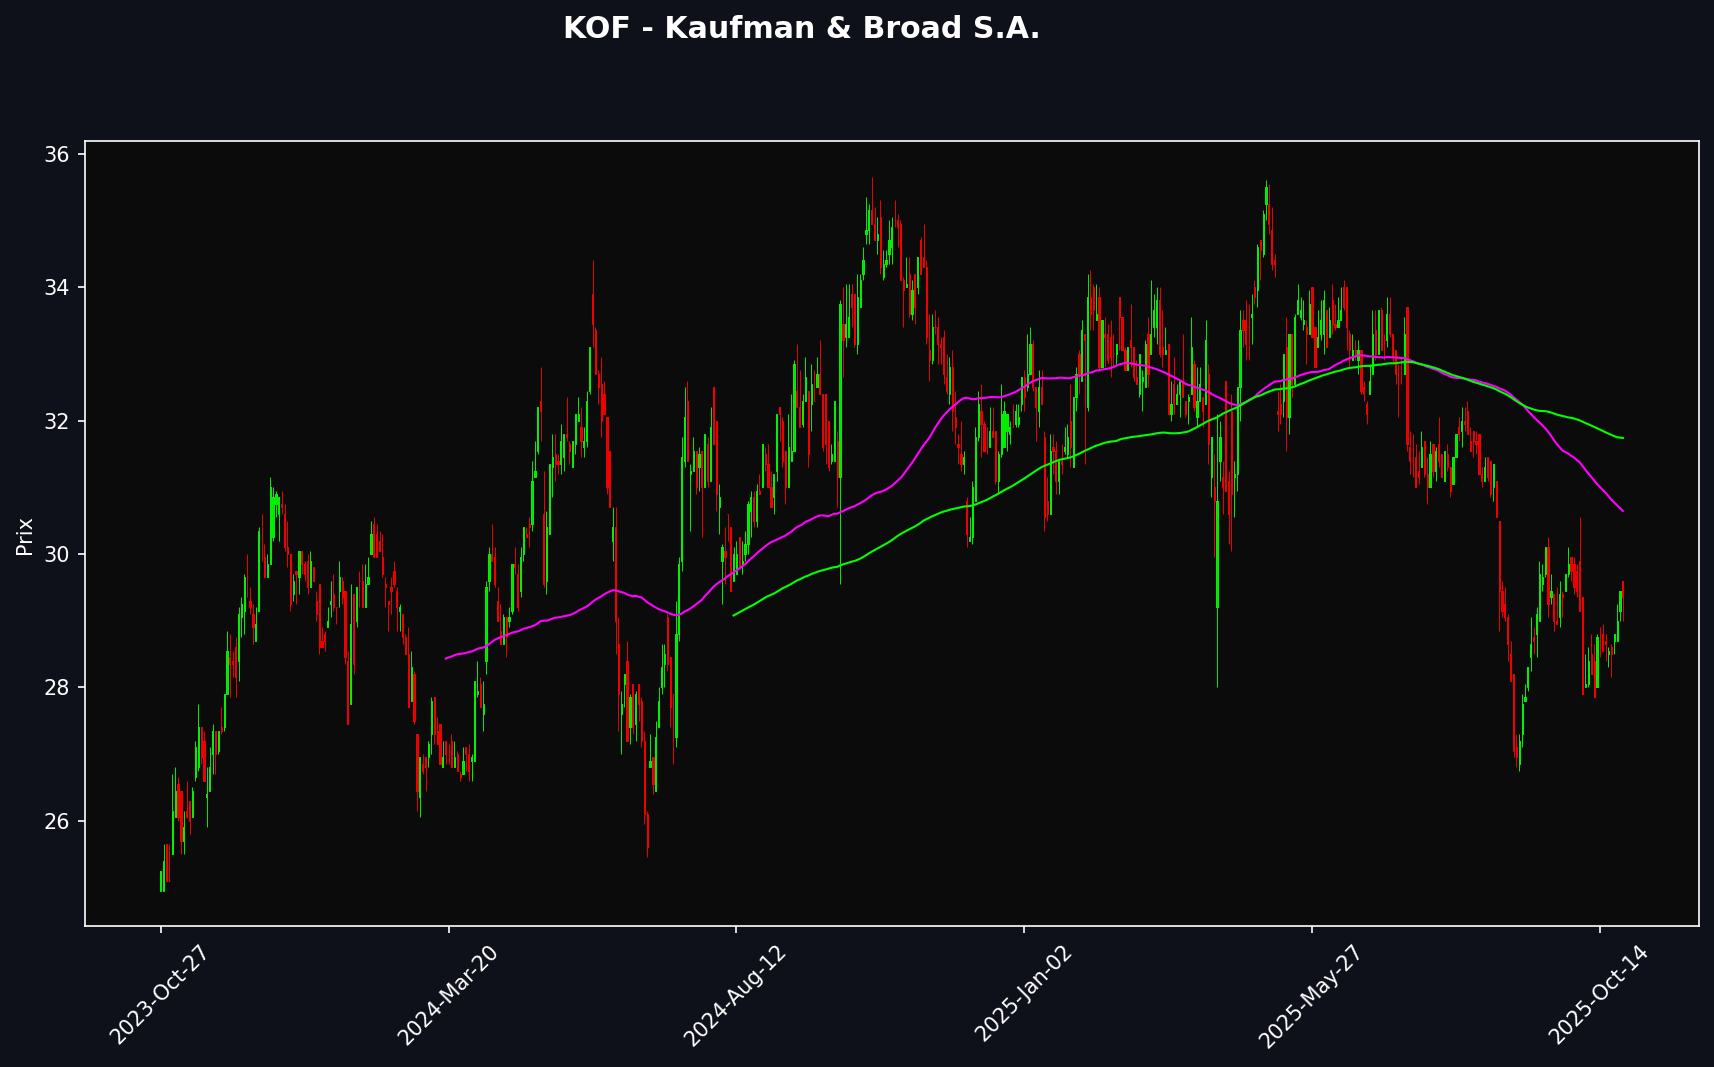 KOF - Kaufman & Broad S.A.
Prix
36
34
32
30
28
26
2023-Oct-27
2024-Mar-20
2024-Aug-12
2025-Jan-02
2025-May-27
2025-Oct-14